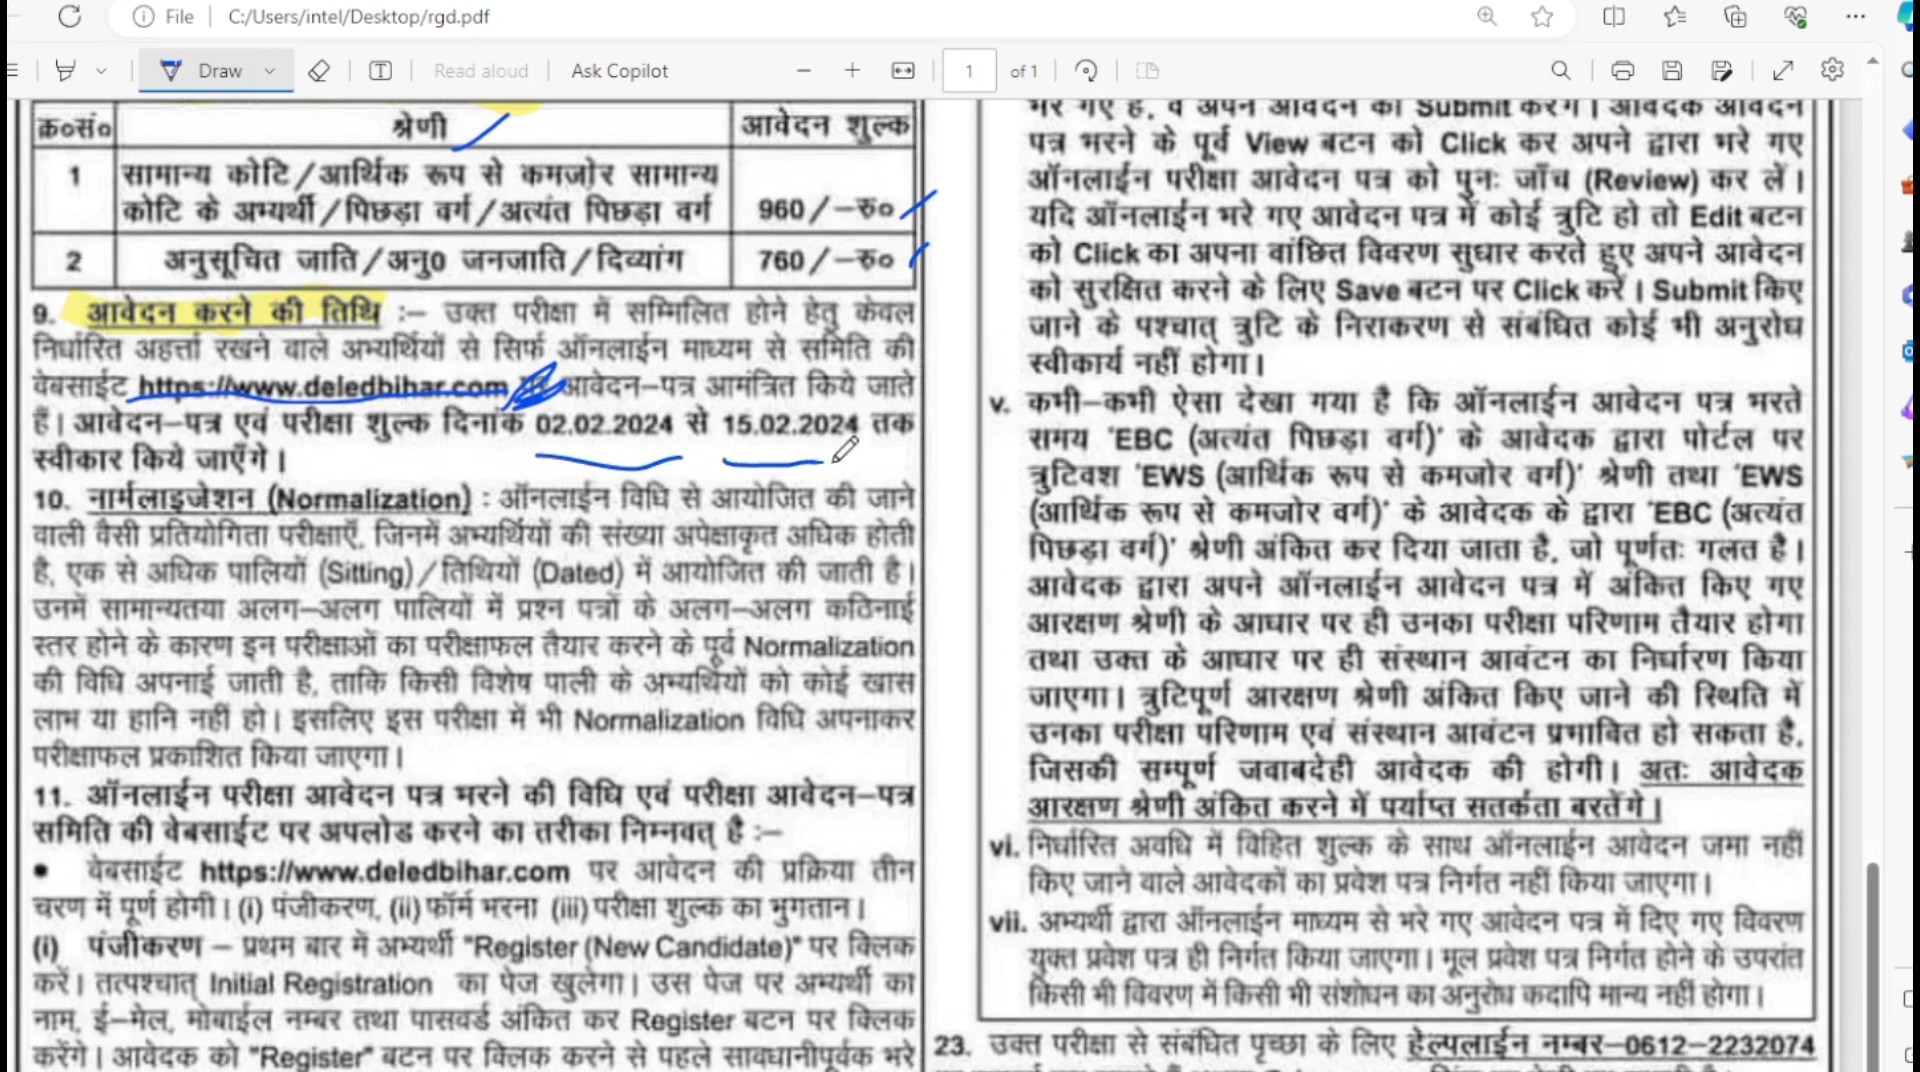 File C:/Users/intel/Desktop/rgd.pdf
Draw Read aloud Ask Copilot 1 of 1
क्र०सं० श्रेणी आवेदन शुल्क
1 सामान्य कोटि/आर्थिक रूप से कमजोर सामान्य
कोटि के अभ्यर्थी/पिछड़ा वर्ग/अत्यंत पिछड़ा वर्ग 960/–रु०
2 अनुसूचित जाति/अनु0 जनजाति/दिव्यांग 760/–रु०
9. आवेदन करने की तिथि :– उक्त परीक्षा में सम्मिलित होने हेतु केवल
निर्धारित अहर्त्ता रखने वाले अभ्यर्थियों से सिर्फ ऑनलाईन माध्यम से समिति की
वेबसाईट https://www.deledbihar.com आवेदन–पत्र आमंत्रित किये जाते
हैं। आवेदन–पत्र एवं परीक्षा शुल्क दिनांक 02.02.2024 से 15.02.2024 तक
स्वीकार किये जाएँगे।
10. नार्मलाइजेशन (Normalization) : ऑनलाईन विधि से आयोजित की जाने
वाली वैसी प्रतियोगिता परीक्षाएँ, जिनमें अभ्यर्थियों की संख्या अपेक्षाकृत अधिक होती
है, एक से अधिक पालियों (Sitting)/तिथियों (Dated) में आयोजित की जाती है।
उनमें सामान्यतया अलग–अलग पालियों में प्रश्न पत्रों के अलग–अलग कठिनाई
स्तर होने के कारण इन परीक्षाओं का परीक्षाफल तैयार करने के पूर्व Normalization
की विधि अपनाई जाती है, ताकि किसी विशेष पाली के अभ्यर्थियों को कोई खास
लाभ या हानि नहीं हो। इसलिए इस परीक्षा में भी Normalization विधि अपनाकर
परीक्षाफल प्रकाशित किया जाएगा।
11. ऑनलाईन परीक्षा आवेदन पत्र भरने की विधि एवं परीक्षा आवेदन–पत्र
समिति की वेबसाईट पर अपलोड करने का तरीका निम्नवत् है :–
• वेबसाईट https://www.deledbihar.com पर आवेदन की प्रक्रिया तीन
चरण में पूर्ण होगी। (i) पंजीकरण, (ii) फॉर्म भरना (iii) परीक्षा शुल्क का भुगतान।
(i) पंजीकरण – प्रथम बार में अभ्यर्थी "Register (New Candidate)" पर क्लिक
करें। तत्पश्चात् Initial Registration का पेज खुलेगा। उस पेज पर अभ्यर्थी का
नाम, ई–मेल, मोबाईल नम्बर तथा पासवर्ड अंकित कर Register बटन पर क्लिक
करेंगे। आवेदक को "Register" बटन पर क्लिक करने से पहले सावधानीपूर्वक भरे
भर गए हैं, वे अपने आवेदन को Submit करेंगे। आवेदक आवेदन
पत्र भरने के पूर्व View बटन को Click कर अपने द्वारा भरे गए
ऑनलाईन परीक्षा आवेदन पत्र को पुनः जाँच (Review) कर लें।
यदि ऑनलाईन भरे गए आवेदन पत्र में कोई त्रुटि हो तो Edit बटन
को Click का अपना वांछित विवरण सुधार करते हुए अपने आवेदन
को सुरक्षित करने के लिए Save बटन पर Click करें। Submit किए
जाने के पश्चात् त्रुटि के निराकरण से संबंधित कोई भी अनुरोध
स्वीकार्य नहीं होगा।
v. कभी–कभी ऐसा देखा गया है कि ऑनलाईन आवेदन पत्र भरते
समय 'EBC (अत्यंत पिछड़ा वर्ग)' के आवेदक द्वारा पोर्टल पर
त्रुटिवश 'EWS (आर्थिक रूप से कमजोर वर्ग)' श्रेणी तथा 'EWS
(आर्थिक रूप से कमजोर वर्ग)' के आवेदक के द्वारा 'EBC (अत्यंत
पिछड़ा वर्ग)' श्रेणी अंकित कर दिया जाता है, जो पूर्णतः गलत है।
आवेदक द्वारा अपने ऑनलाईन आवेदन पत्र में अंकित किए गए
आरक्षण श्रेणी के आधार पर ही उनका परीक्षा परिणाम तैयार होगा
तथा उक्त के आधार पर ही संस्थान आवंटन का निर्धारण किया
जाएगा। त्रुटिपूर्ण आरक्षण श्रेणी अंकित किए जाने की स्थिति में
उनका परीक्षा परिणाम एवं संस्थान आवंटन प्रभावित हो सकता है,
जिसकी सम्पूर्ण जवाबदेही आवेदक की होगी। अतः आवेदक
आरक्षण श्रेणी अंकित करने में पर्याप्त सतर्कता बरतेंगे।
vi. निर्धारित अवधि में विहित शुल्क के साथ ऑनलाईन आवेदन जमा नहीं
किए जाने वाले आवेदकों का प्रवेश पत्र निर्गत नहीं किया जाएगा।
vii. अभ्यर्थी द्वारा ऑनलाईन माध्यम से भरे गए आवेदन पत्र में दिए गए विवरण
युक्त प्रवेश पत्र ही निर्गत किया जाएगा। मूल प्रवेश पत्र निर्गत होने के उपरांत
किसी भी विवरण में किसी भी संशोधन का अनुरोध कदापि मान्य नहीं होगा।
23. उक्त परीक्षा से संबंधित पृच्छा के लिए हेल्पलाईन नम्बर–0612–2232074